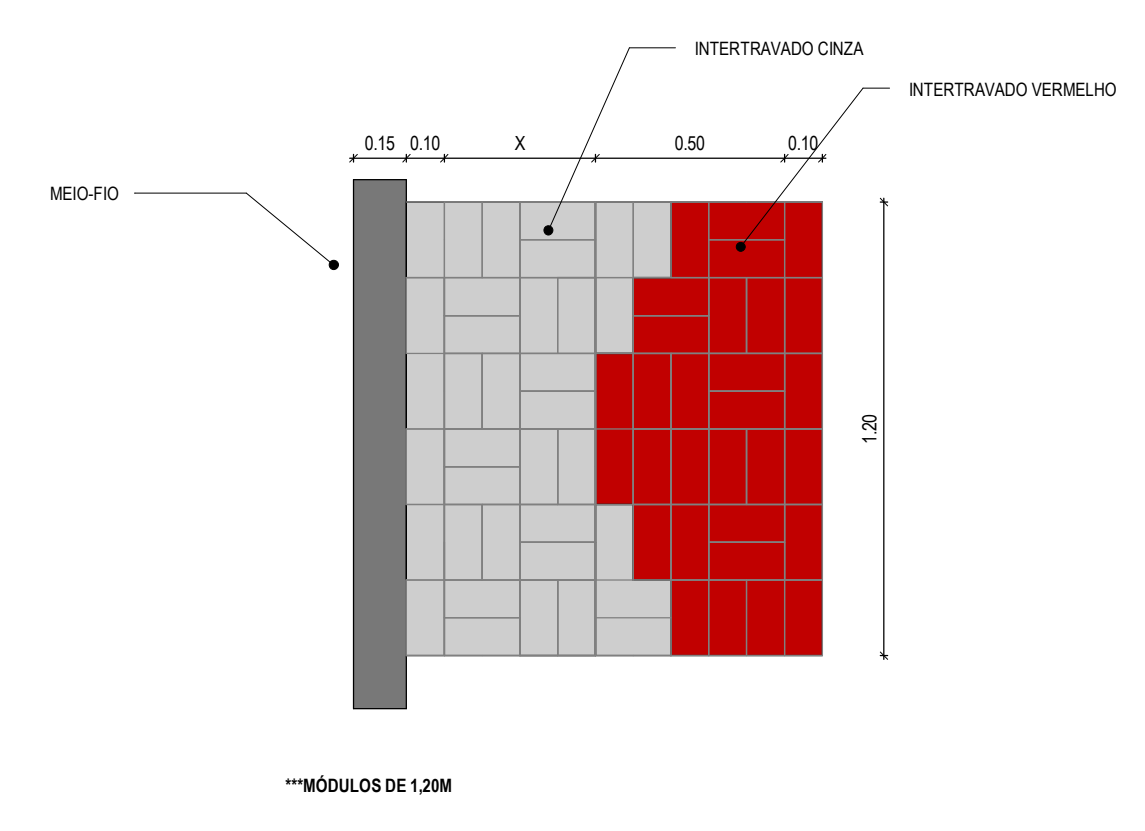 INTERTRAVADO CINZA
INTERTRAVADO VERMELHO
0.15 0.10 X 0.50 0.10
MEIO-FIO
1.20
***MÓDULOS DE 1,20M